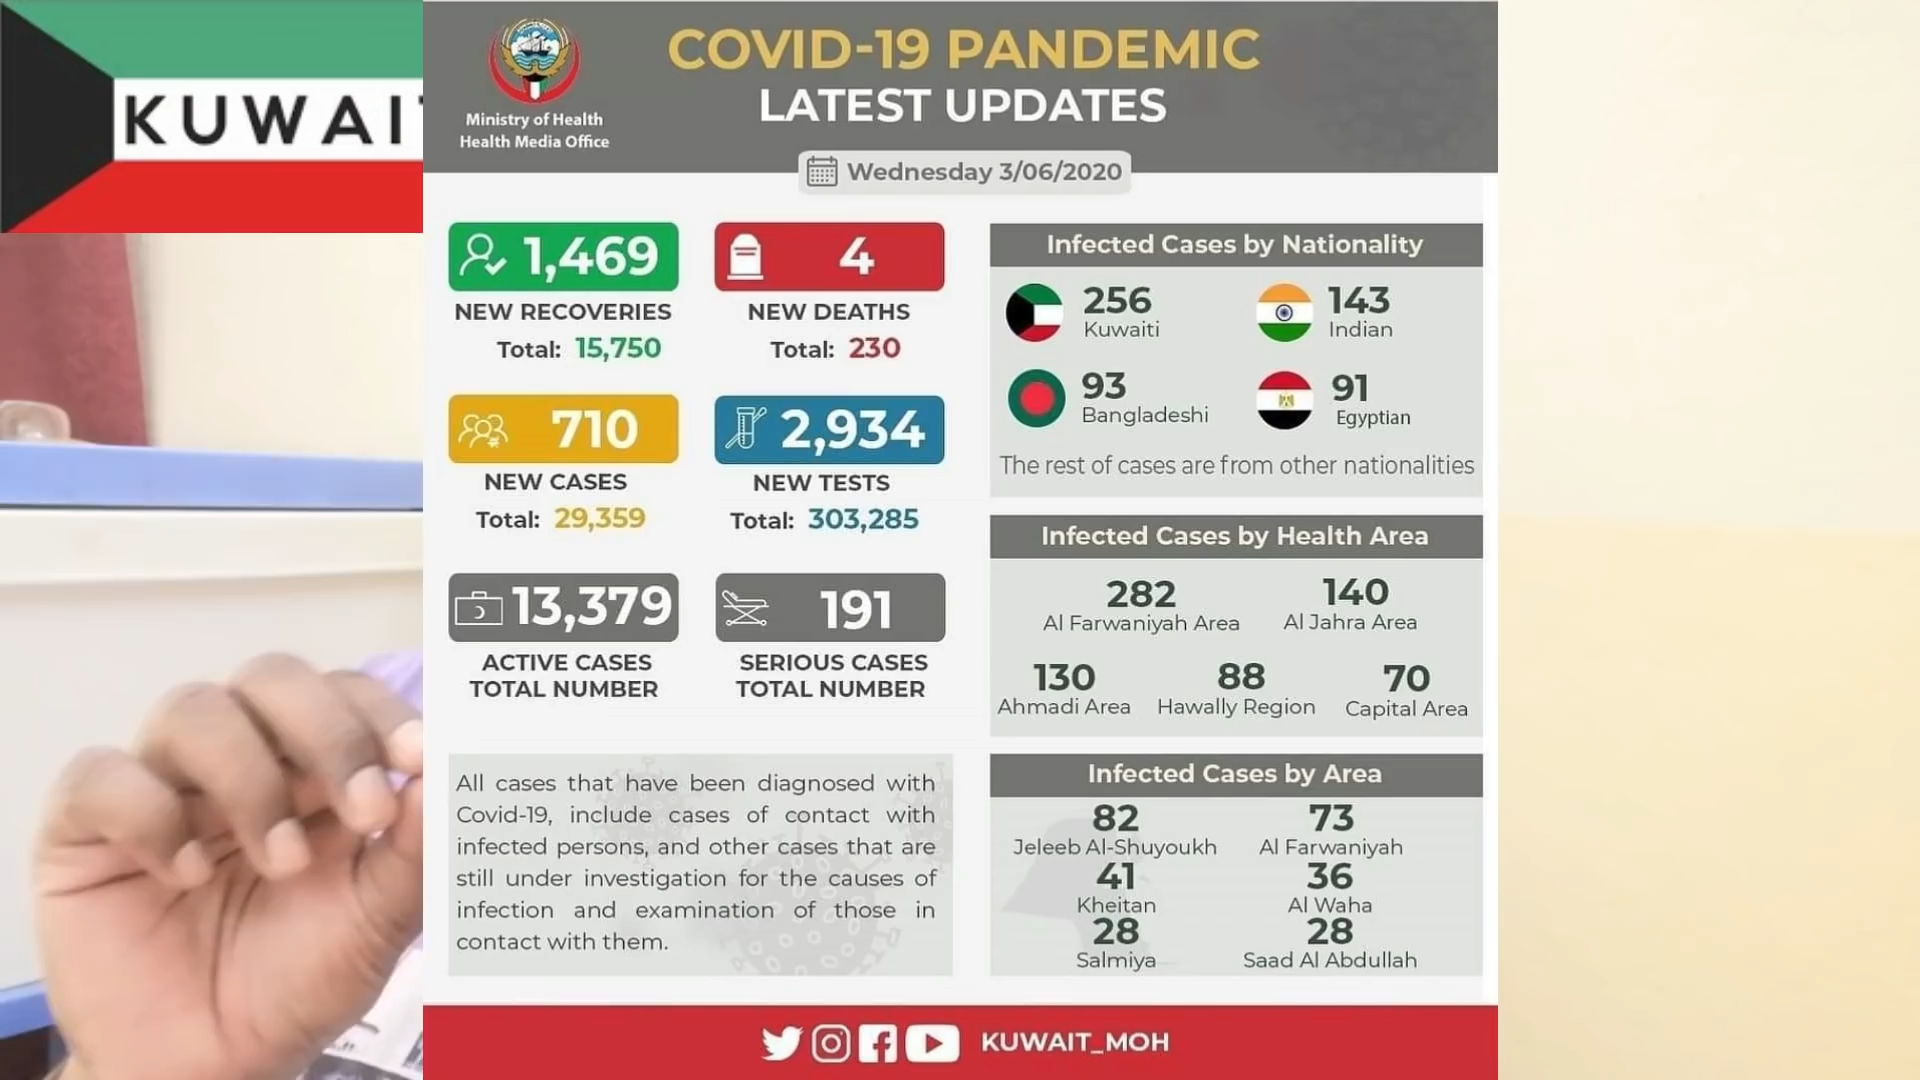 KUWAI
Ministry of Health
Health Media Office
COVID-19 PANDEMIC
LATEST UPDATES
Wednesday 3/06/2020
1,469
NEW RECOVERIES
Total: 15,750
4
NEW DEATHS
Total: 230
710
NEW CASES
Total: 29,359
2,934
NEW TESTS
Total: 303,285
13,379
ACTIVE CASES
TOTAL NUMBER
191
SERIOUS CASES
TOTAL NUMBER
All cases that have been diagnosed with
Covid-19, include cases of contact with
infected persons, and other cases that are
still under investigation for the causes of
infection and examination of those in
contact with them.
Infected Cases by Nationality
256
Kuwaiti
143
Indian
93
Bangladeshi
91
Egyptian
The rest of cases are from other nationalities
Infected Cases by Health Area
282
Al Farwaniyah Area
140
Al Jahra Area
130
Ahmadi Area
88
Hawally Region
70
Capital Area
Infected Cases by Area
82
Jeleeb Al-Shuyoukh
73
Al Farwaniyah
41
Kheitan
36
Al Waha
28
Salmiya
28
Saad Al Abdullah
KUWAIT_MOH